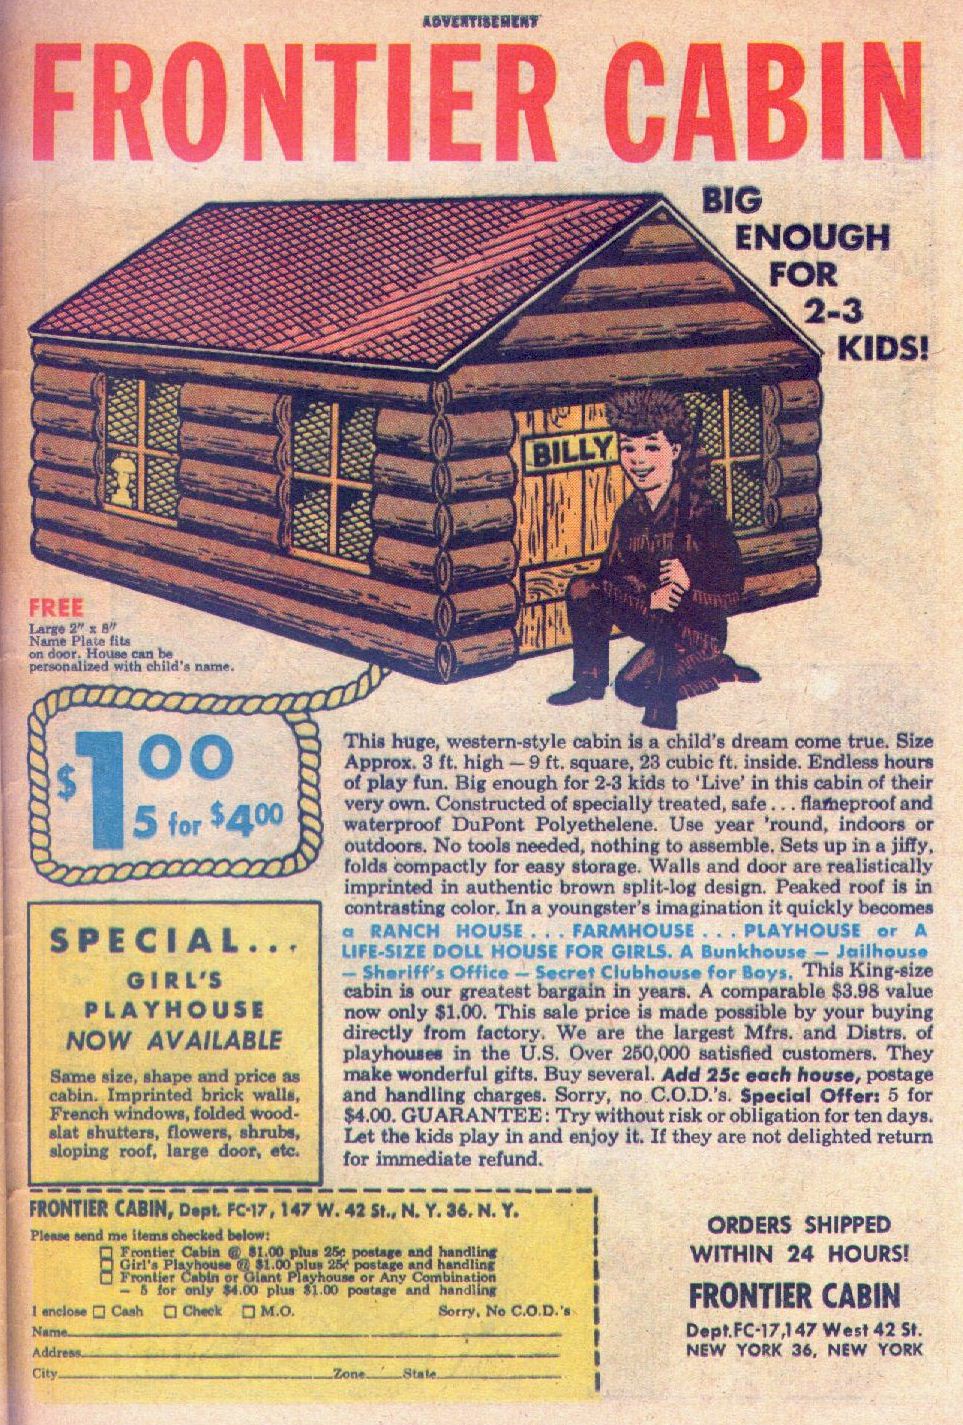 ADVERTISEMENT
FRONTIER CABIN
BIG
ENOUGH
FOR
2-3
KIDS!
BILLY
FREE
Large 2" x 8"
Name Plate fits
on door. House can be
personalized with child's name.
$1.00
5 for $4.00
This huge, western-style cabin is a child's dream come true. Size
Approx. 3 ft. high — 9 ft. square, 23 cubic ft. inside. Endless hours
of play fun. Big enough for 2-3 kids to 'Live' in this cabin of their
very own. Constructed of specially treated, safe . . . flameproof and
waterproof DuPont Polyethelene. Use year 'round, indoors or
outdoors. No tools needed, nothing to assemble. Sets up in a jiffy,
folds compactly for easy storage. Walls and door are realistically
imprinted in authentic brown split-log design. Peaked roof is in
contrasting color. In a youngster's imagination it quickly becomes
a RANCH HOUSE . . . FARMHOUSE . . . PLAYHOUSE or A
LIFE-SIZE DOLL HOUSE FOR GIRLS. A Bunkhouse — Jailhouse
— Sheriff's Office — Secret Clubhouse for Boys. This King-size
cabin is our greatest bargain in years. A comparable $3.98 value
now only $1.00. This sale price is made possible by your buying
directly from factory. We are the largest Mfrs. and Distrs. of
playhouses in the U.S. Over 250,000 satisfied customers. They
make wonderful gifts. Buy several. Add 25c each house, postage
and handling charges. Sorry, no C.O.D.'s. Special Offer: 5 for
$4.00. GUARANTEE: Try without risk or obligation for ten days.
Let the kids play in and enjoy it. If they are not delighted return
for immediate refund.
SPECIAL...
GIRL'S
PLAYHOUSE
NOW AVAILABLE
Same size, shape and price as
cabin. Imprinted brick walls,
French windows, folded wood-
slat shutters, flowers, shrubs,
sloping roof, large door, etc.
FRONTIER CABIN, Dept. FC-17, 147 W. 42 St., N. Y. 36, N. Y.
Please send me items checked below:
☐ Frontier Cabin @ $1.00 plus 25¢ postage and handling
☐ Girl's Playhouse @ $1.00 plus 25¢ postage and handling
☐ Frontier Cabin or Giant Playhouse or Any Combination
— 5 for only $4.00 plus $1.00 postage and handling
I enclose ☐ Cash ☐ Check ☐ M.O. Sorry, No C.O.D.'s
Name
Address
City Zone State
ORDERS SHIPPED
WITHIN 24 HOURS!
FRONTIER CABIN
Dept.FC-17,147 West 42 St.
NEW YORK 36, NEW YORK